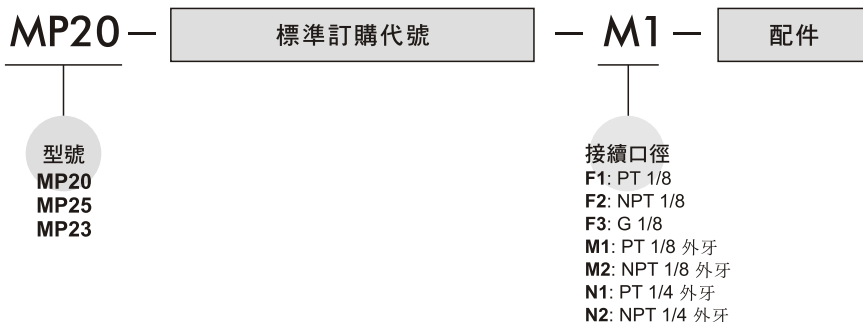 MP20 — 標準訂購代號 — M1 — 配件
型號
MP20
MP25
MP23
接續口徑
F1: PT 1/8
F2: NPT 1/8
F3: G 1/8
M1: PT 1/8 外牙
M2: NPT 1/8 外牙
N1: PT 1/4 外牙
N2: NPT 1/4 外牙